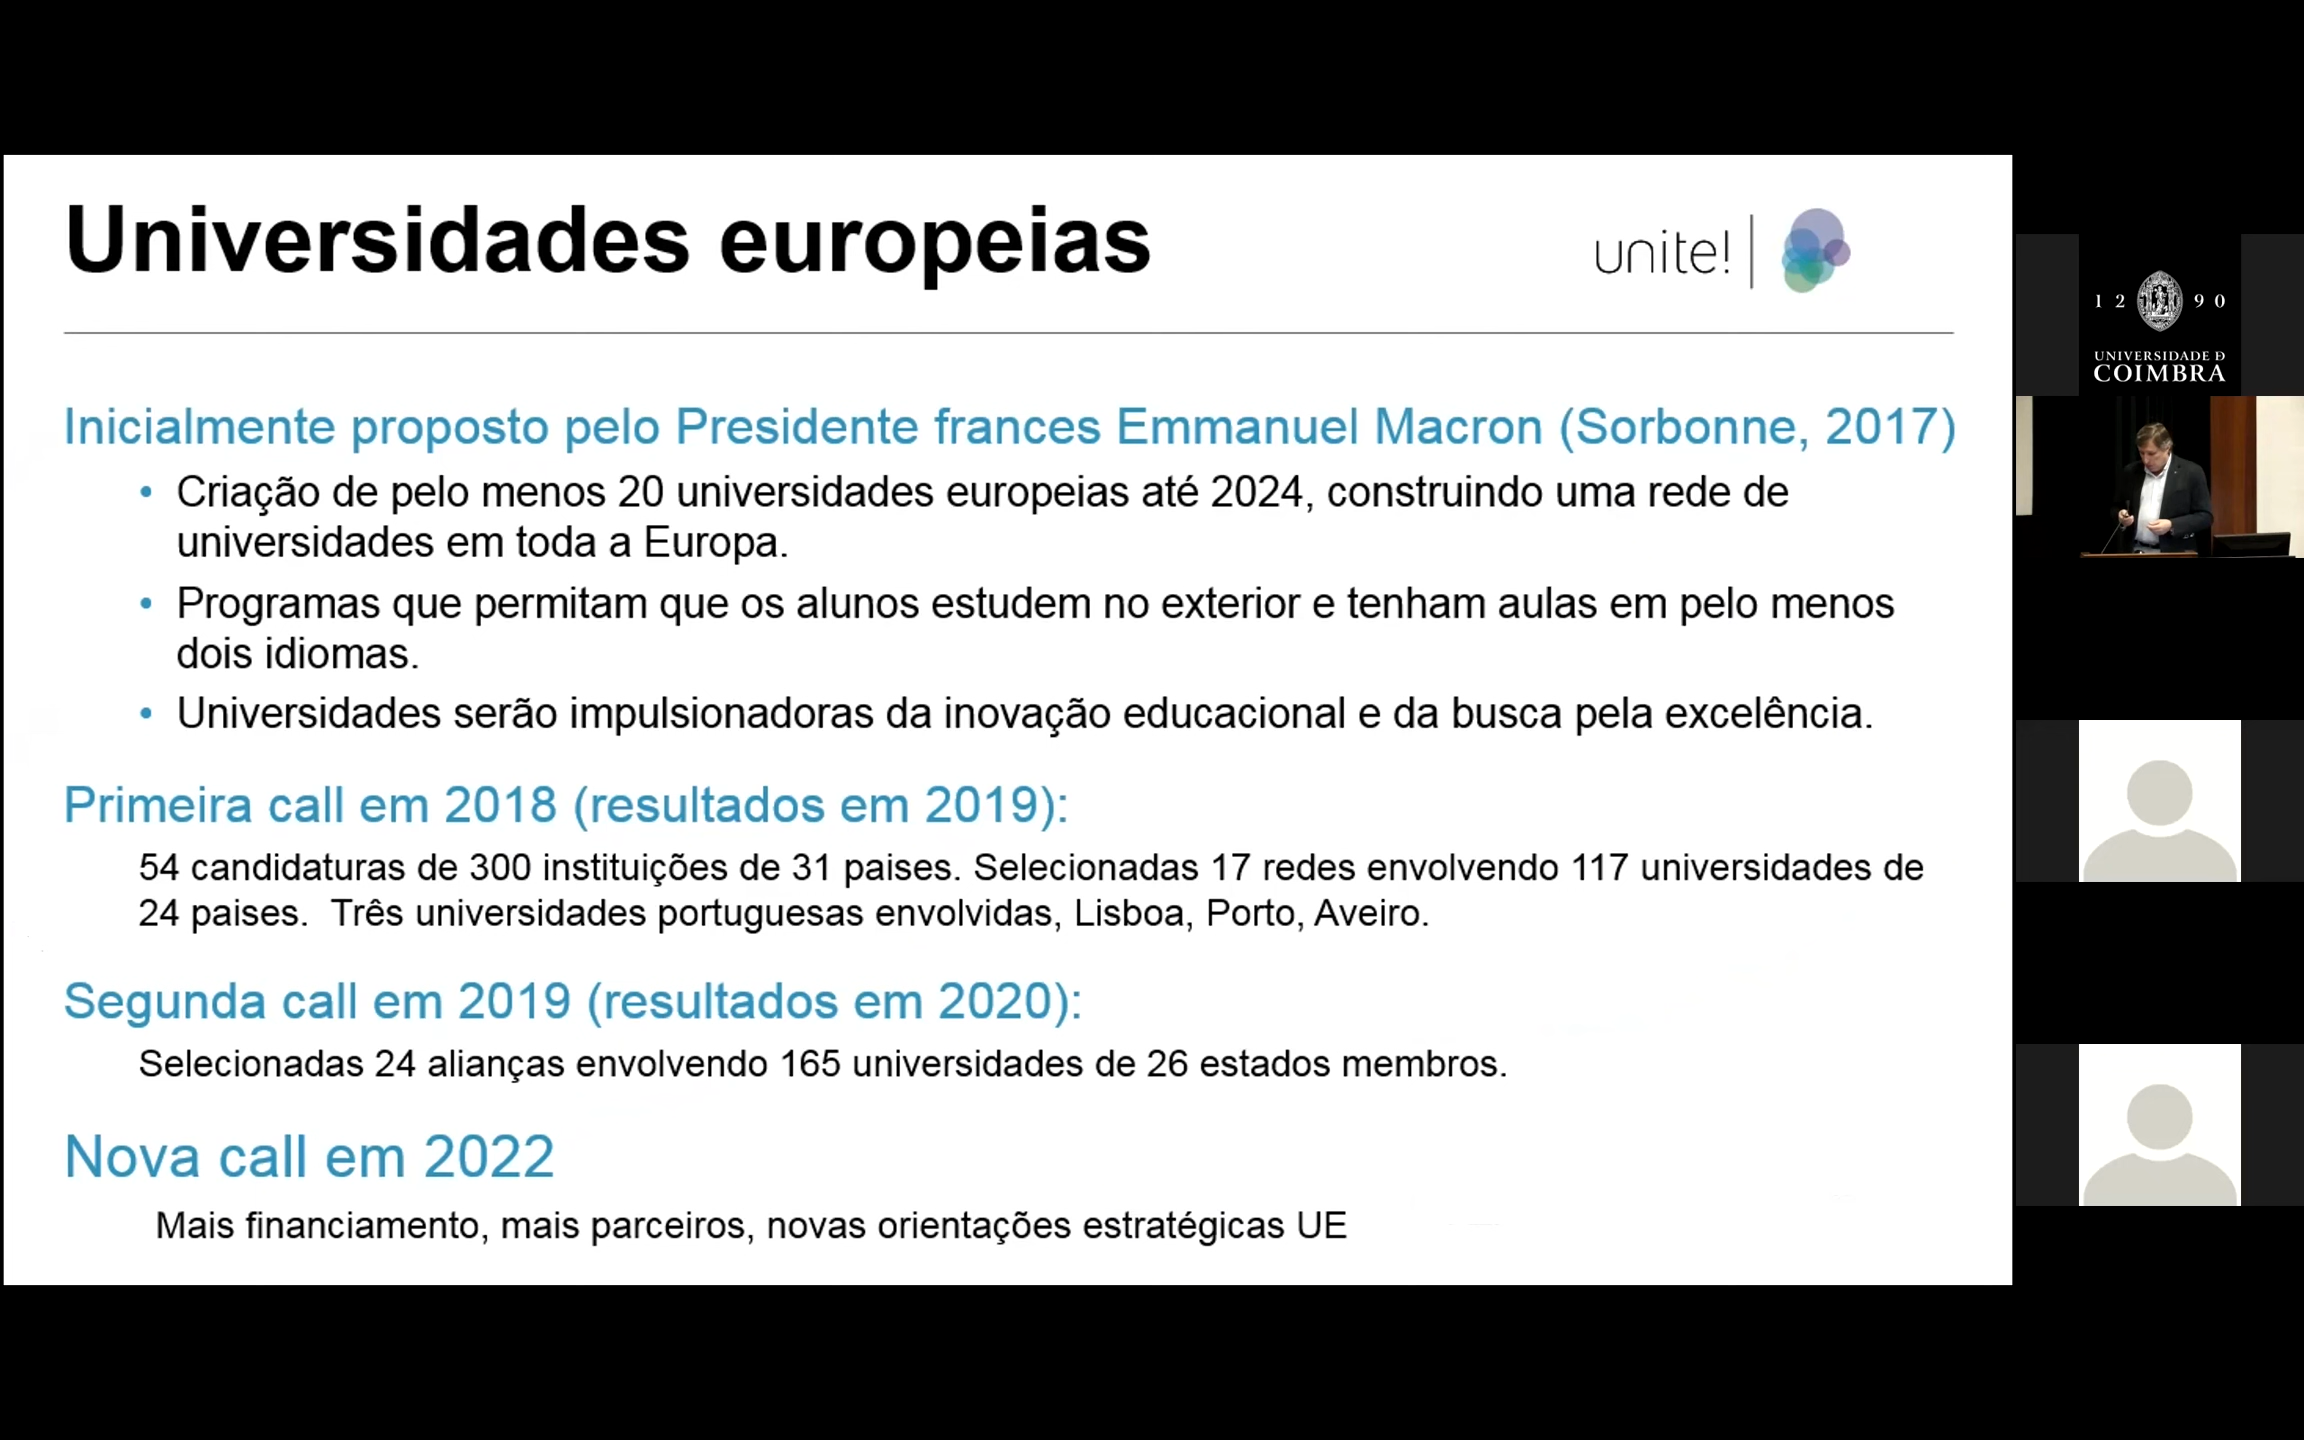 Universidades europeias
unite!
Inicialmente proposto pelo Presidente frances Emmanuel Macron (Sorbonne, 2017)
• Criação de pelo menos 20 universidades europeias até 2024, construindo uma rede de
universidades em toda a Europa.
• Programas que permitam que os alunos estudem no exterior e tenham aulas em pelo menos
dois idiomas.
• Universidades serão impulsionadoras da inovação educacional e da busca pela excelência.
Primeira call em 2018 (resultados em 2019):
54 candidaturas de 300 instituições de 31 paises. Selecionadas 17 redes envolvendo 117 universidades de
24 paises. Três universidades portuguesas envolvidas, Lisboa, Porto, Aveiro.
Segunda call em 2019 (resultados em 2020):
Selecionadas 24 alianças envolvendo 165 universidades de 26 estados membros.
Nova call em 2022
Mais financiamento, mais parceiros, novas orientações estratégicas UE
1 2 9 0
UNIVERSIDADE Ð
COIMBRA